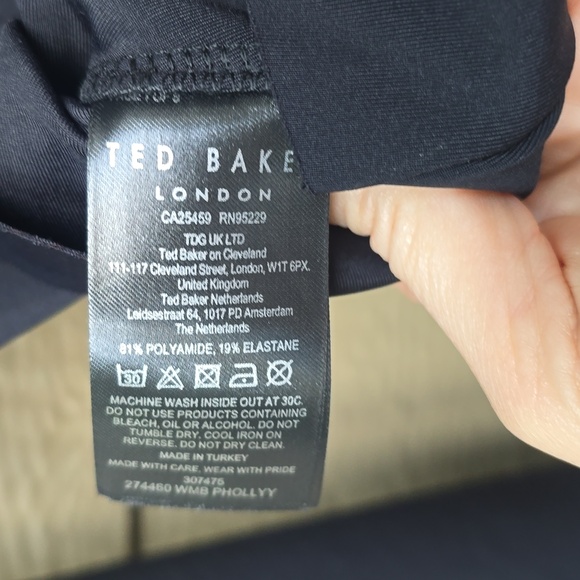 TED BAKE
LONDON
CA25459 RN95229
TDG UK LTD
Ted Baker on Cleveland
111-117 Cleveland Street, London, W1T 6PX.
United Kingdom
Ted Baker Netherlands
Leidsestraat 64, 1017 PD Amsterdam
The Netherlands
81% POLYAMIDE, 19% ELASTANE
30
MACHINE WASH INSIDE OUT AT 30C.
DO NOT USE PRODUCTS CONTAINING
BLEACH, OIL OR ALCOHOL. DO NOT
TUMBLE DRY. COOL IRON ON
REVERSE. DO NOT DRY CLEAN.
MADE IN TURKEY
MADE WITH CARE. WEAR WITH PRIDE
307475
274460 WMB PHOLLYY